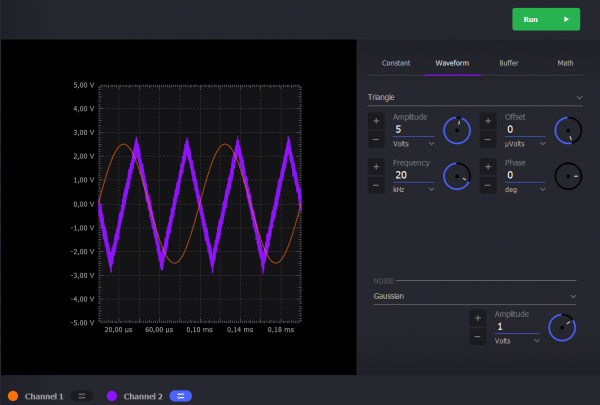 Run
Constant Waveform Buffer Math
Triangle
Amplitude Offset
+ 5 + 0
- Volts - µVolts
Frequency Phase
+ 20 + 0
- kHz - deg
NOISE
Gaussian
Amplitude
+ 1
- Volts
5,00 V
4,00 V
3,00 V
2,00 V
1,00 V
0,00 V
-1,00 V
-2,00 V
-3,00 V
-4,00 V
-5,00 V
20,00 µs 60,00 µs 0,10 ms 0,14 ms 0,18 ms
Channel 1 Channel 2